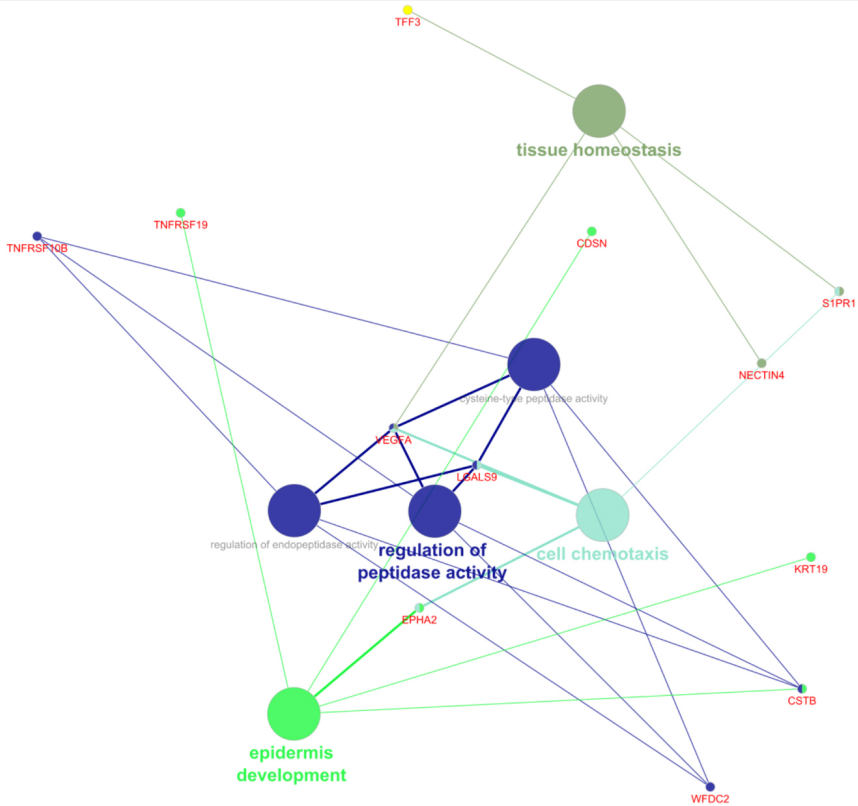 TFF3
tissue homeostasis
TNFRSF19
TNFRSF10B
CDSN
S1PR1
NECTIN4
cysteine-type peptidase activity
VEGFA
LGALS9
regulation of endopeptidase activity
regulation of
peptidase activity
cell chemotaxis
KRT19
EPHA2
CSTB
epidermis
development
WFDC2